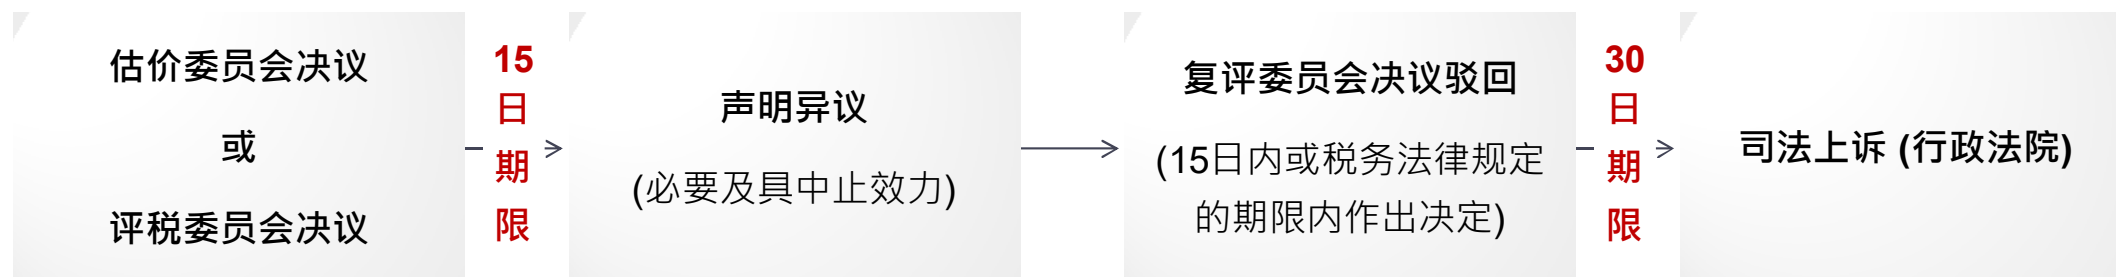 估价委员会决议
或
评税委员会决议
15
日
期
限
声明异议
(必要及具中止效力)
复评委员会决议驳回
(15日内或税务法律规定
的期限内作出决定)
30
日
期
限
司法上诉 (行政法院)